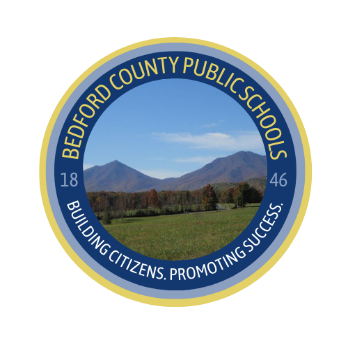 BEDFORD COUNTY PUBLIC SCHOOLS
18 46
BUILDING CITIZENS. PROMOTING SUCCESS.